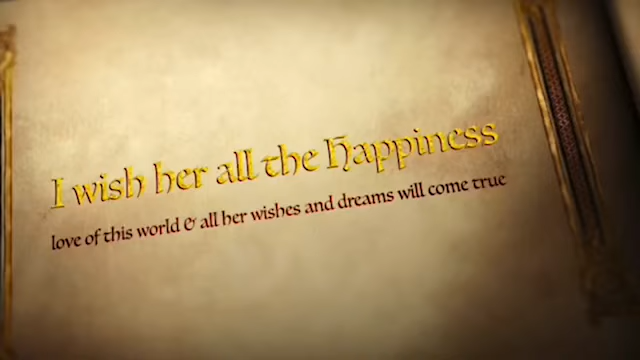 I wish her all the Happiness
love of this world & all her wishes and dreams will come true